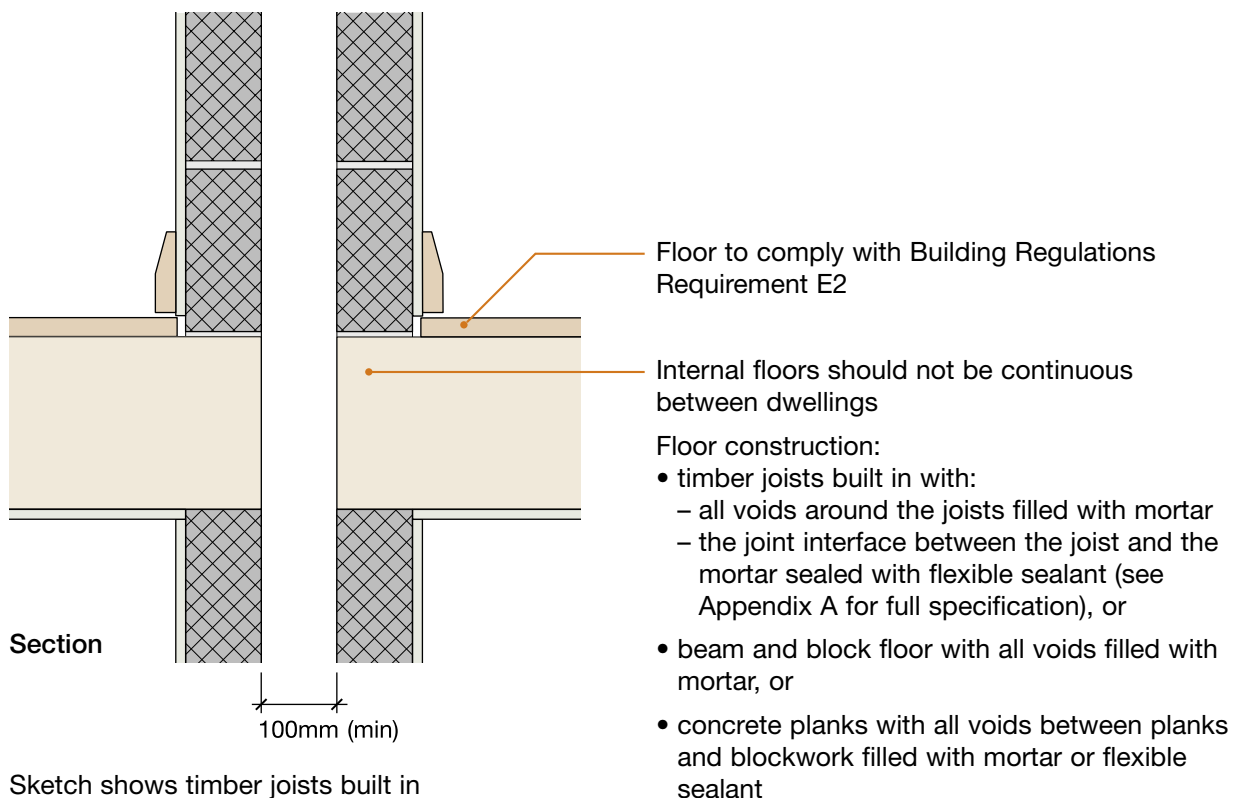 Floor to comply with Building Regulations
Requirement E2
Internal floors should not be continuous
between dwellings
Floor construction:
• timber joists built in with:
– all voids around the joists filled with mortar
– the joint interface between the joist and the
mortar sealed with flexible sealant (see
Appendix A for full specification), or
• beam and block floor with all voids filled with
mortar, or
• concrete planks with all voids between planks
and blockwork filled with mortar or flexible
sealant
Section
100mm (min)
Sketch shows timber joists built in